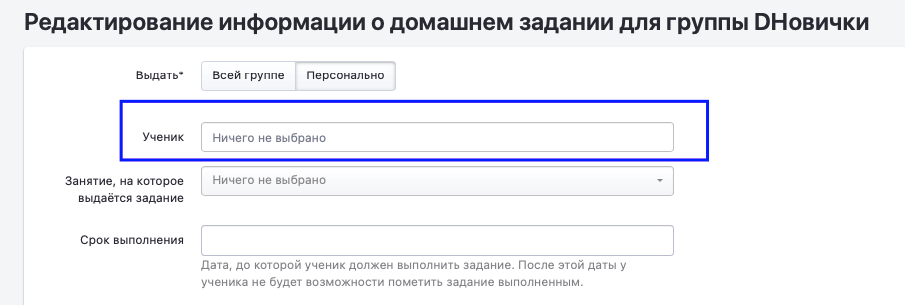 Редактирование информации о домашнем задании для группы DНовички
Выдать* Всей группе Персонально
Ученик Ничего не выбрано
Занятие, на которое выдаётся задание Ничего не выбрано
Срок выполнения
Дата, до которой ученик должен выполнить задание. После этой даты у
ученика не будет возможности пометить задание выполненным.